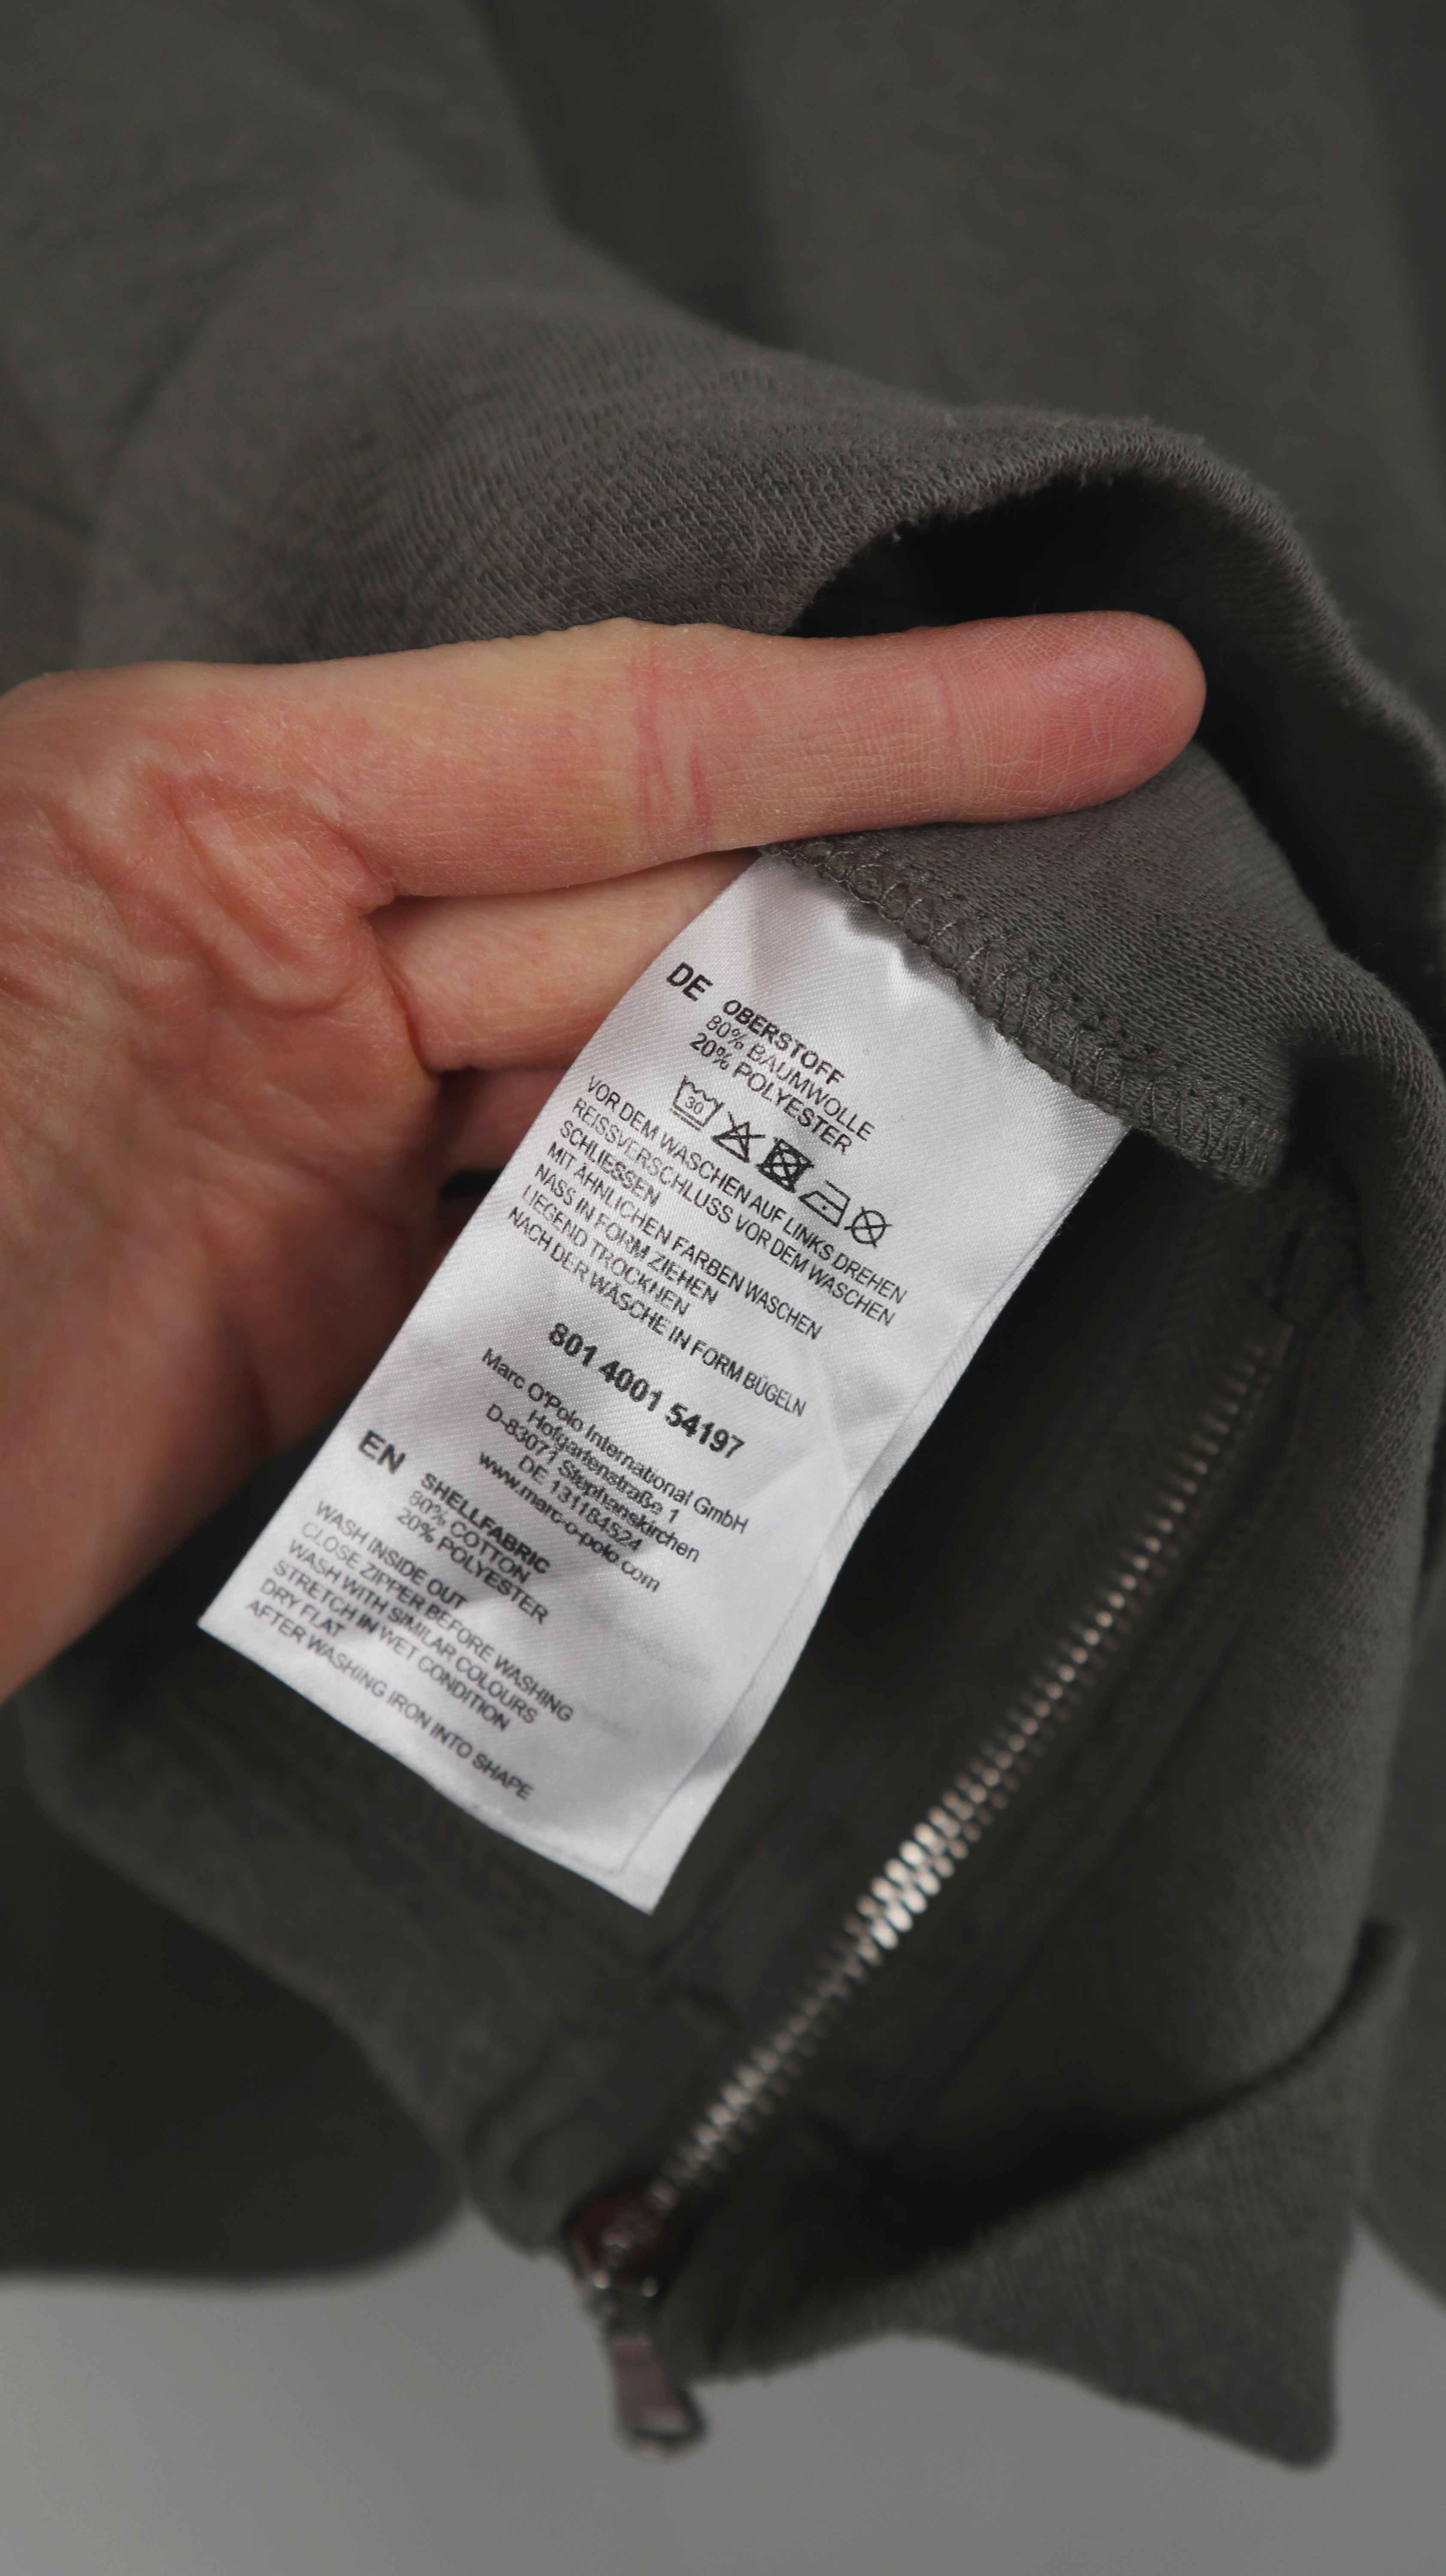 DE
OBERSTOFF
80% BAUMWOLLE
20% POLYESTER
30
VOR DEM WASCHEN AUF LINKS DREHEN
REISSVERSCHLUSS VOR DEM WASCHEN
SCHLIESSEN
MIT ÄHNLICHEN FARBEN WASCHEN
NASS IN FORM ZIEHEN
LIEGEND TROCKNEN
NACH DER WÄSCHE IN FORM BÜGELN
801 4001 54197
Marc O'Polo International GmbH
Hofgartenstraße 1
D-83071 Stephanskirchen
DE 131184524
www.marc-o-polo.com
EN
SHELLFABRIC
80% COTTON
20% POLYESTER
WASH INSIDE OUT
CLOSE ZIPPER BEFORE WASHING
WASH WITH SIMILAR COLOURS
STRETCH IN WET CONDITION
DRY FLAT
AFTER WASHING IRON INTO SHAPE